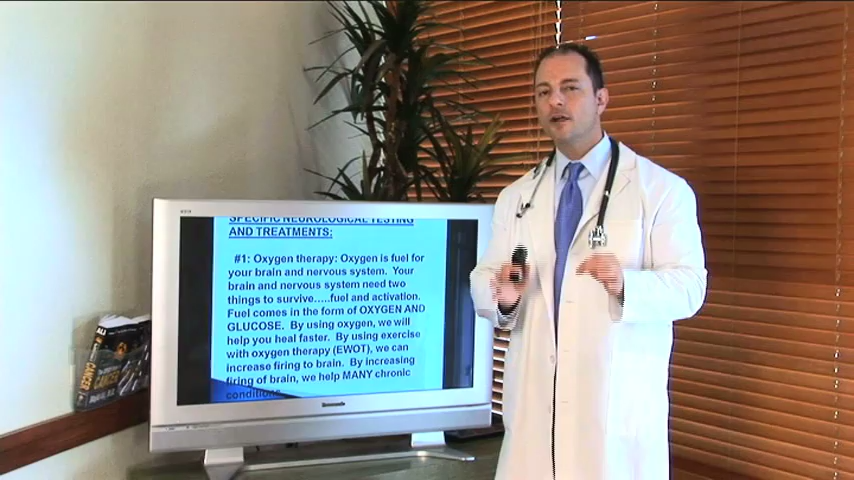 SPECIFIC NEUROLOGICAL TESTING
AND TREATMENTS:
#1: Oxygen therapy: Oxygen is fuel for
your brain and nervous system. Your
brain and nervous system need two
things to survive.....fuel and activation.
Fuel comes in the form of OXYGEN AND
GLUCOSE. By using oxygen, we will
help you heal faster. By using exercise
with oxygen therapy (EWOT), we can
increase firing to brain. By increasing
firing of brain, we help MANY chronic
conditions
CANCER